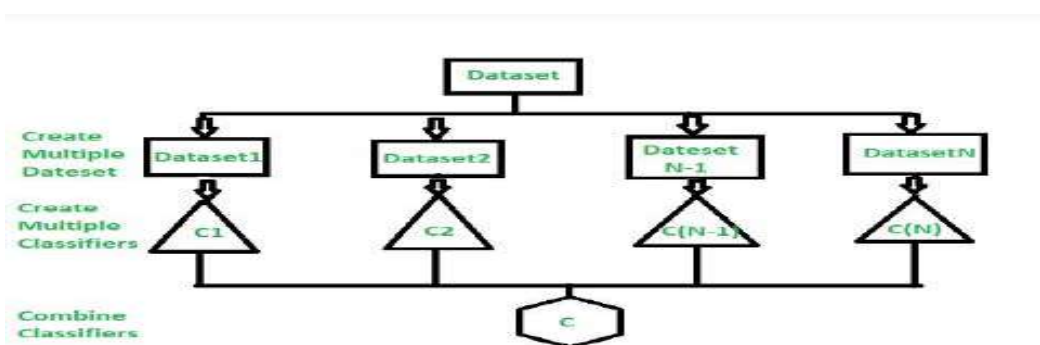 Dataset
Create
Multiple
Dateset
Dataset1
Dataset2
Dateset
N-1
DatasetN
Create
Multiple
Classifiers
C1
C2
C(N-1)
C(N)
Combine
Classifiers
C